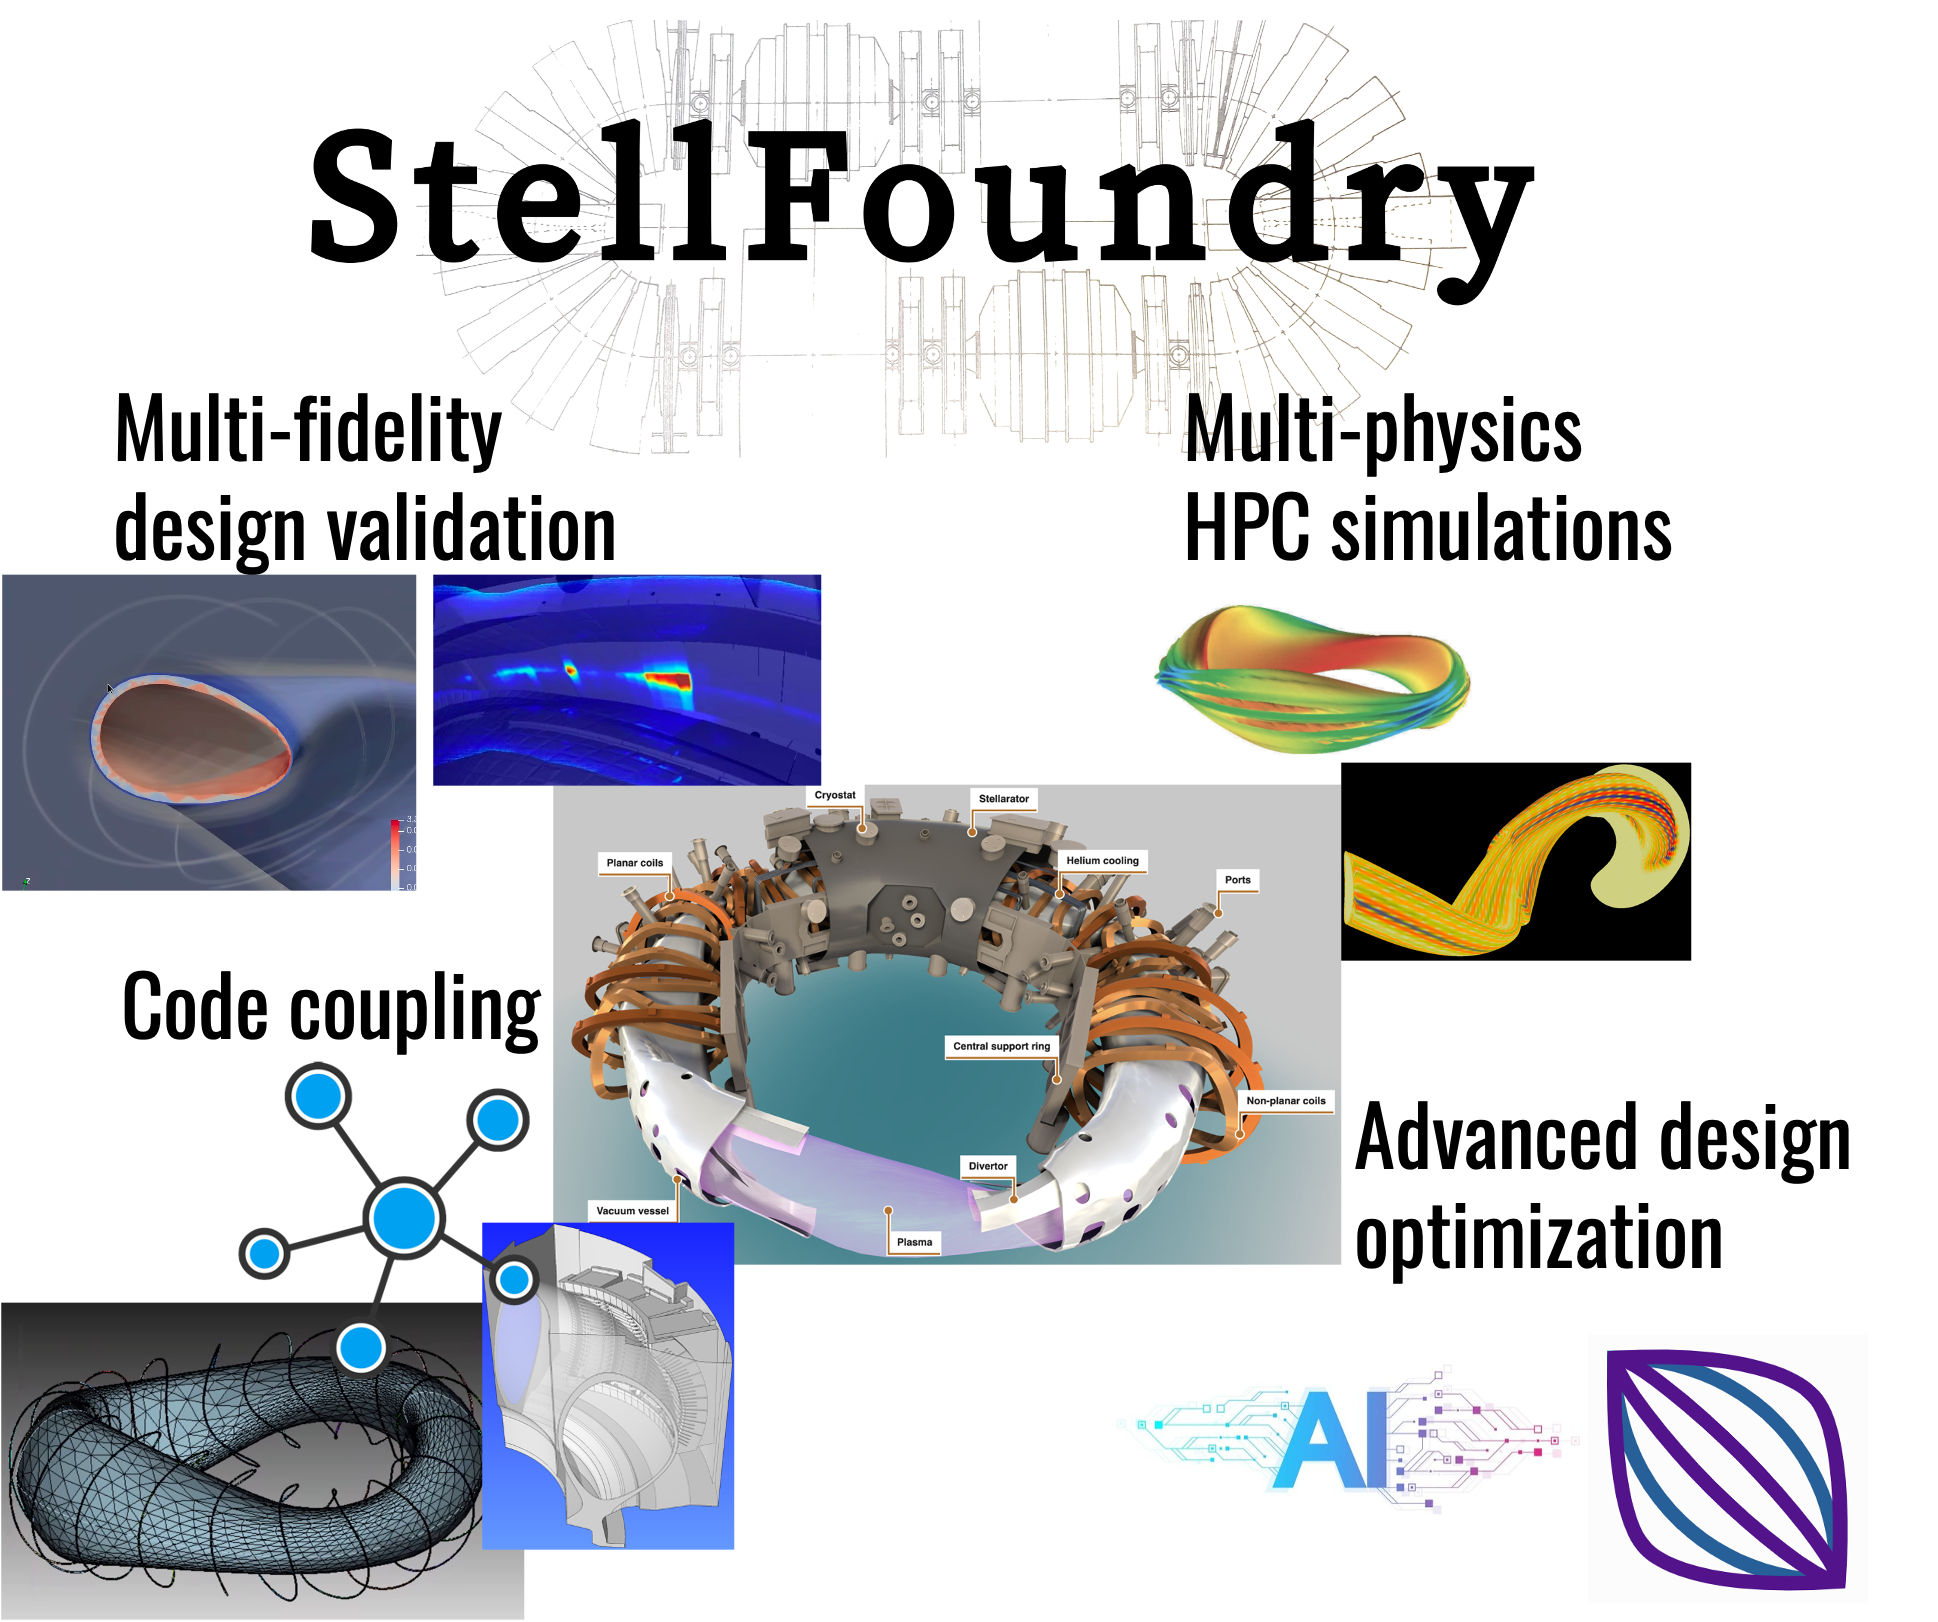 StellFoundry
Multi-fidelity
design validation
Multi-physics
HPC simulations
Cryostat
Stellarator
Planar coils
Helium cooling
Ports
Code coupling
Central support ring
Non-planar coils
Advanced design
optimization
Divertor
Vacuum vessel
Plasma
AI